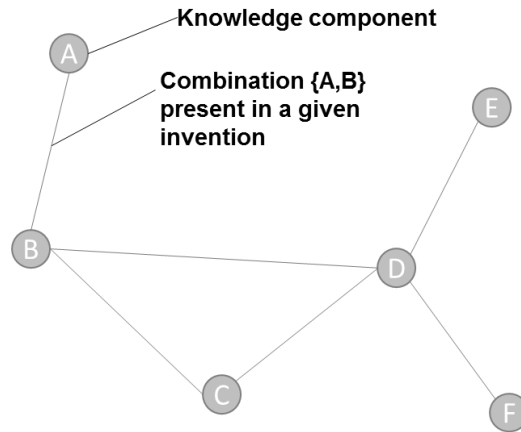 Knowledge component
A
Combination {A,B}
present in a given
invention
E
B
D
C
F